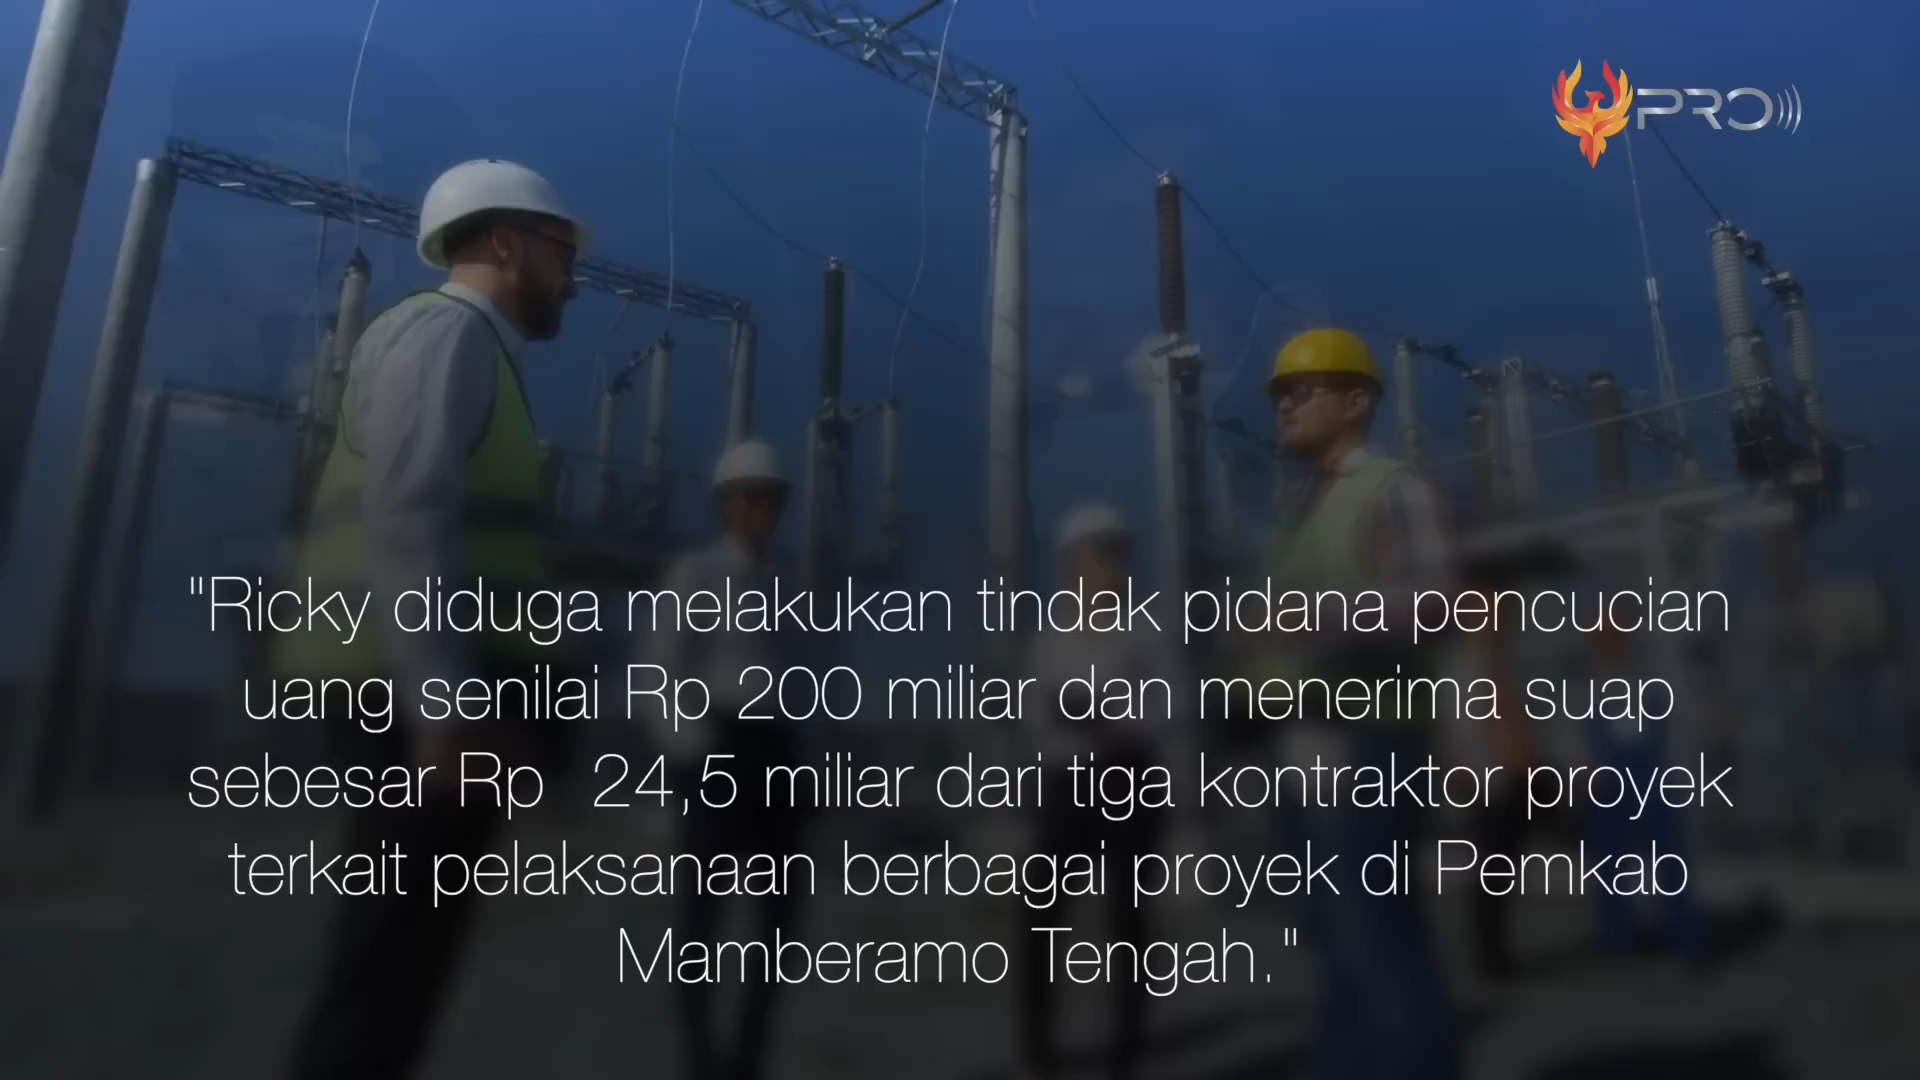 PRO
"Ricky diduga melakukan tindak pidana pencucian
uang senilai Rp 200 miliar dan menerima suap
sebesar Rp  24,5 miliar dari tiga kontraktor proyek
terkait pelaksanaan berbagai proyek di Pemkab
Mamberamo Tengah."